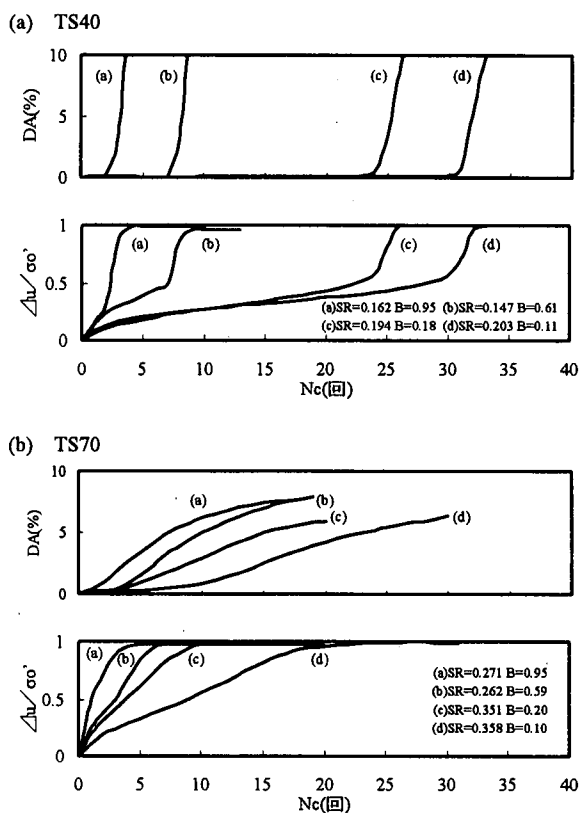 (a) TS40
10
5
0
DA(%)
(a) (b) (c) (d)
1
0.5
0
⊿u/σo'
(a) (b) (c) (d)
(a)SR=0.162 B=0.95 (b)SR=0.147 B=0.61
(c)SR=0.194 B=0.18 (d)SR=0.203 B=0.11
0 5 10 15 20 25 30 35 40
Nc(回)
(b) TS70
10
5
0
DA(%)
(a) (b) (c) (d)
1
0.5
0
⊿u/σo'
(a) (b) (c) (d)
(a)SR=0.271 B=0.95
(b)SR=0.262 B=0.59
(c)SR=0.351 B=0.20
(d)SR=0.358 B=0.10
0 5 10 15 20 25 30 35 40
Nc(回)